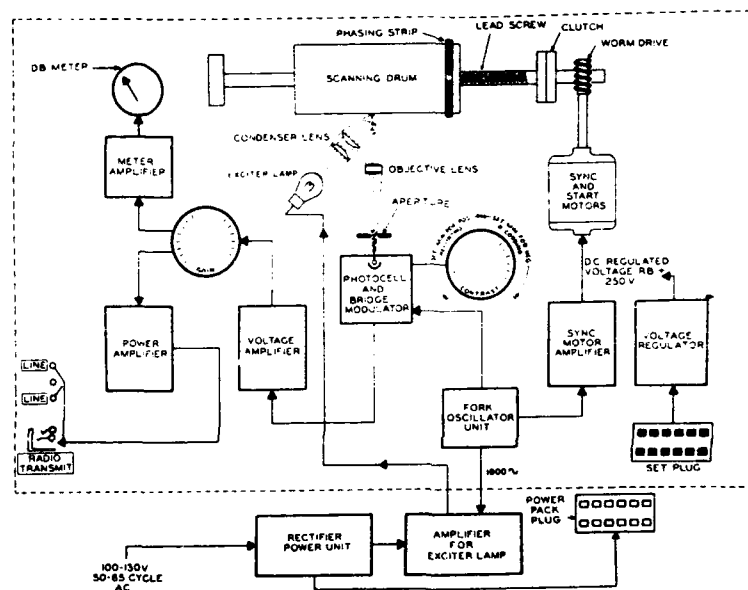 PHASING STRIP
LEAD SCREW
CLUTCH
WORM DRIVE
DB METER
SCANNING DRUM
CONDENSER LENS
METER
AMPLIFIER
EXCITER LAMP
OBJECTIVE LENS
SYNC
AND
START
MOTORS
APERTURE
GAIN
PHOTOCELL
AND
BRIDGE
MODULATOR
CONTRAST
DC REGULATED
VOLTAGE RB +
250 V
POWER
AMPLIFIER
VOLTAGE
AMPLIFIER
SYNC
MOTOR
AMPLIFIER
VOLTAGE
REGULATOR
LINE
LINE
RADIO
TRANSMIT
FORK
OSCILLATOR
UNIT
SET PLUG
1800~
POWER
PACK
PLUG
RECTIFIER
POWER UNIT
AMPLIFIER
FOR
EXCITER LAMP
100-130V
50-65 CYCLE
AC